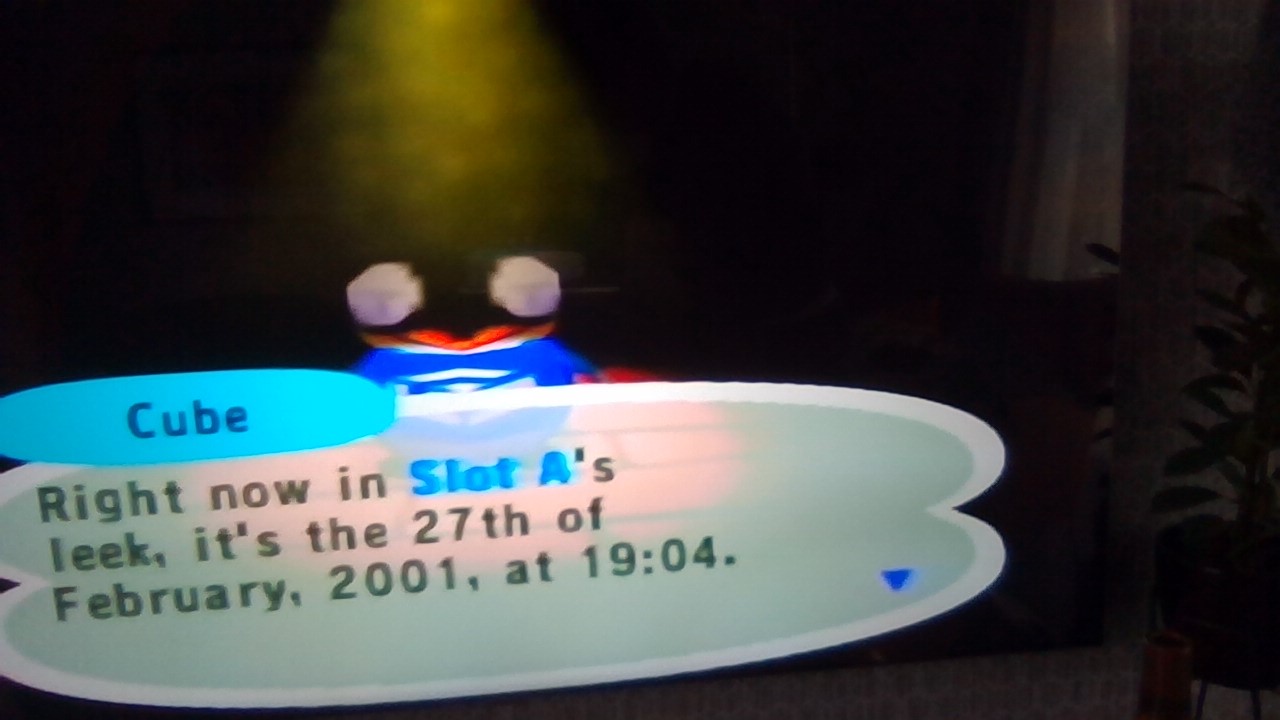 Cube
Right now in Slot A's
leek, it's the 27th of
February, 2001, at 19:04.